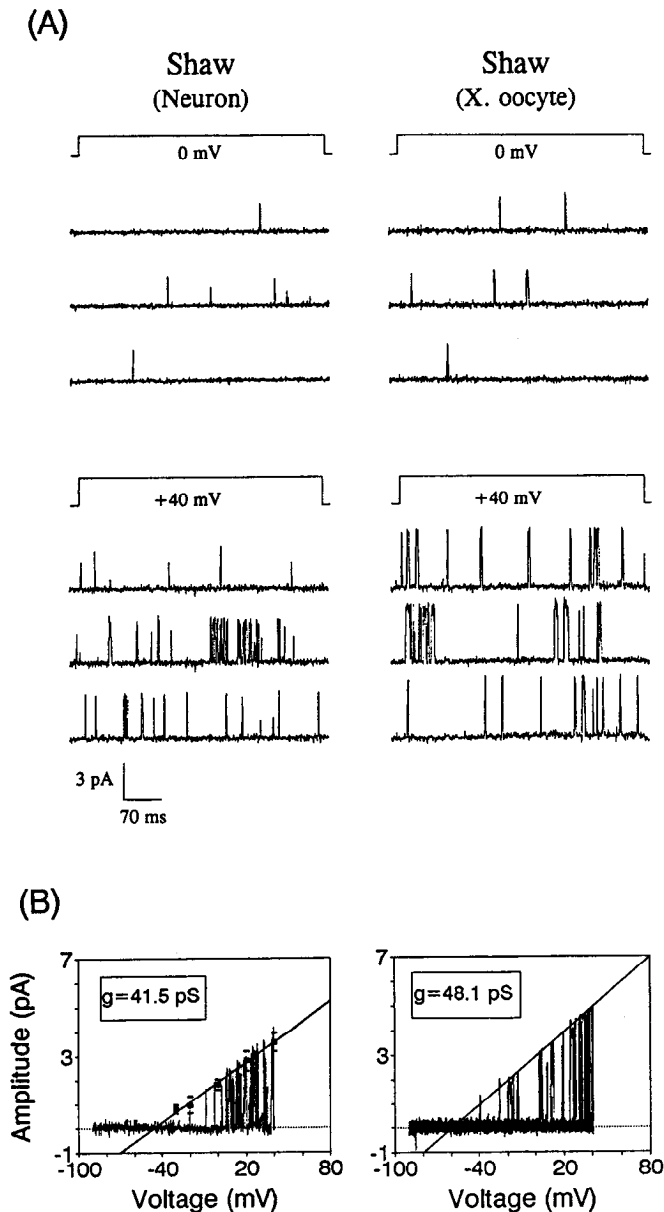 (A)
Shaw
(Neuron)
Shaw
(X. oocyte)
0 mV
0 mV
+40 mV
+40 mV
3 pA
70 ms
(B)
Amplitude (pA)
7
3
-1
g=41.5 pS
-100
-40
20
80
Voltage (mV)
7
3
-1
g=48.1 pS
-100
-40
20
80
Voltage (mV)